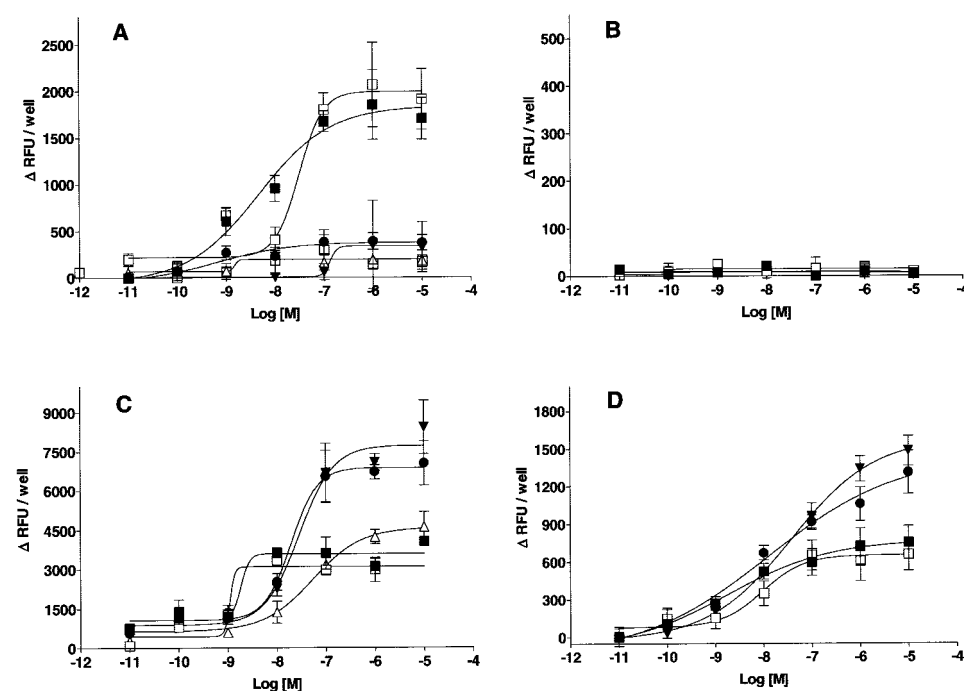 A
Δ RFU / well
2500
2000
1500
1000
500
0
-12 -11 -10 -9 -8 -7 -6 -5 -4
Log [M]
B
Δ RFU / well
500
400
300
200
100
0
-12 -11 -10 -9 -8 -7 -6 -5 -4
Log [M]
C
Δ RFU / well
9000
7500
6000
4500
3000
1500
0
-12 -11 -10 -9 -8 -7 -6 -5 -4
Log [M]
D
Δ RFU / well
1800
1500
1200
900
600
300
0
-12 -11 -10 -9 -8 -7 -6 -5 -4
Log [M]